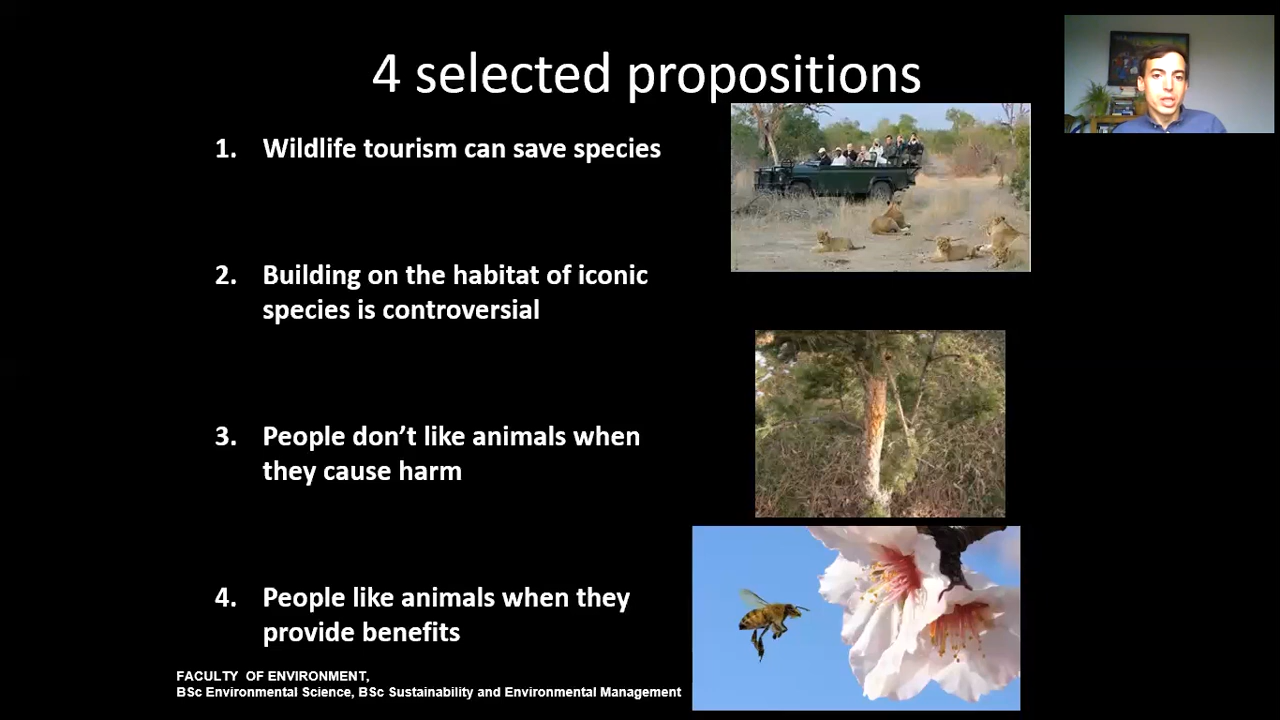 4 selected propositions
1. Wildlife tourism can save species
2. Building on the habitat of iconic
species is controversial
3. People don’t like animals when
they cause harm
4. People like animals when they
provide benefits
FACULTY OF ENVIRONMENT,
BSc Environmental Science, BSc Sustainability and Environmental Management